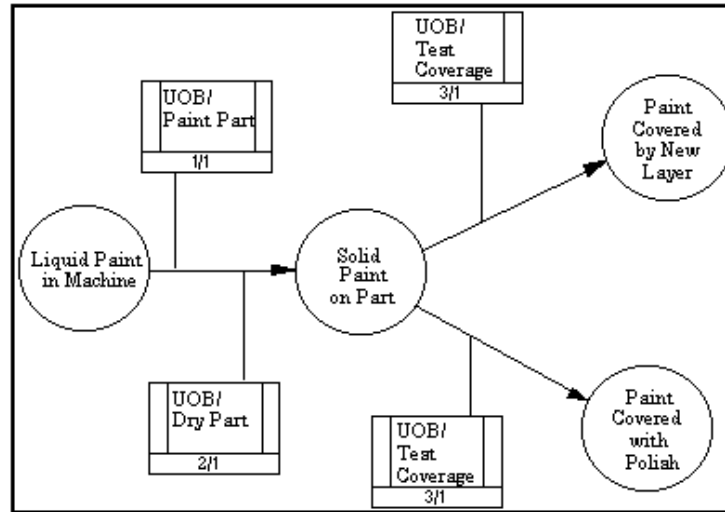 UOB/
Test
Coverage
3/1
UOB/
Paint Part
1/1
Paint
Covered
by New
Layer
Liquid Paint
in Machine
Solid
Paint
on Part
UOB/
Dry Part
2/1
UOB/
Test
Coverage
3/1
Paint
Covered
with
Polish